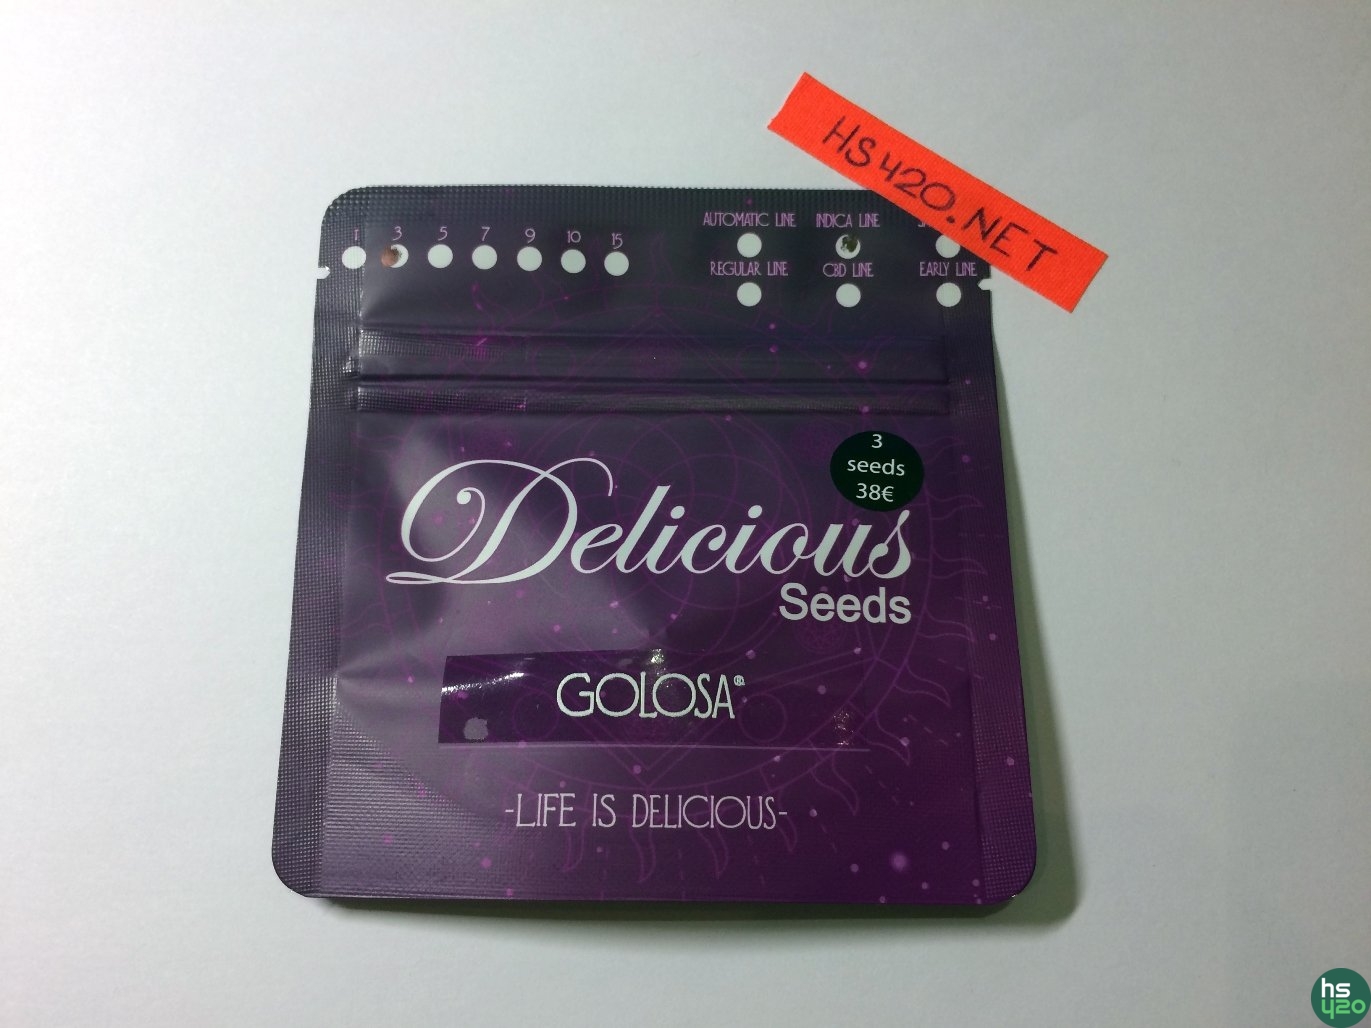 HS420.NET
1 3 5 7 9 10 15
AUTOMATIC LINE INDICA LINE
REGULAR LINE CBD LINE EARLY LINE
3
seeds
38€
Delicious
Seeds
GOLOSA®
-LIFE IS DELICIOUS-
hs
420